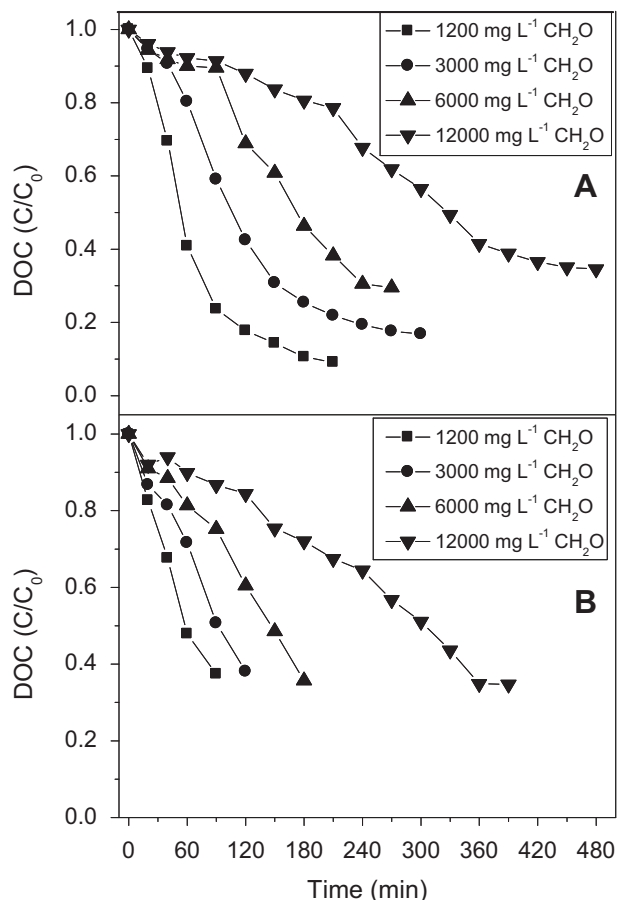 1200 mg L⁻¹ CH₂O
3000 mg L⁻¹ CH₂O
6000 mg L⁻¹ CH₂O
12000 mg L⁻¹ CH₂O
A
DOC (C/C₀)
1.0
0.8
0.6
0.4
0.2
0.0
1200 mg L⁻¹ CH₂O
3000 mg L⁻¹ CH₂O
6000 mg L⁻¹ CH₂O
12000 mg L⁻¹ CH₂O
B
DOC (C/C₀)
1.0
0.8
0.6
0.4
0.2
0.0
0 60 120 180 240 300 360 420 480
Time (min)